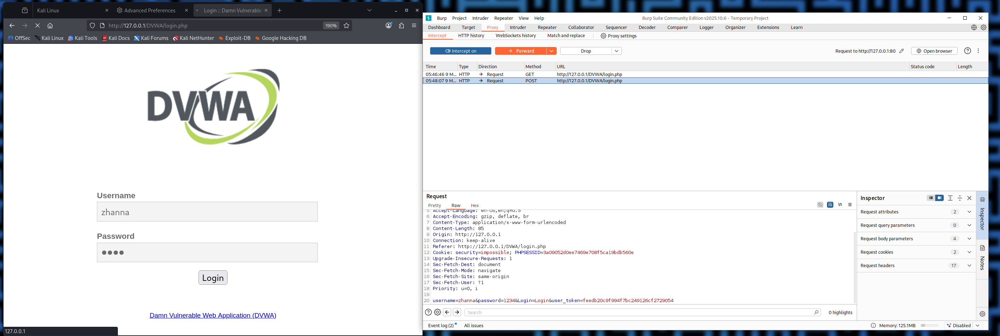 Kali Linux
Advanced Preferences
Login :: Damn Vulnerable
http://127.0.0.1/DVWA/login.php
190%
OffSec
Kali Linux
Kali Tools
Kali Docs
Kali Forums
Kali NetHunter
Exploit-DB
Google Hacking DB
DVWA
Username
zhanna
Password
Login
Damn Vulnerable Web Application (DVWA)
127.0.0.1
Burp Project Intruder Repeater View Help
Burp Suite Community Edition v2025.10.6 - Temporary Project
Dashboard Target Proxy Intruder Repeater Collaborator Sequencer Decoder Comparer Logger Organizer Extensions Learn
Intercept HTTP history WebSockets history Match and replace Proxy settings
Intercept on Forward Drop Request to http://127.0.0.1:80 Open browser
Time Type Direction Method URL Status code Length
05:46:46 9 M... HTTP → Request GET http://127.0.0.1/DVWA/login.php
05:48:07 9 M... HTTP → Request POST http://127.0.0.1/DVWA/login.php
Request
Pretty Raw Hex
\n
5 Accept-Language: en-US,en;q=0.5
6 Accept-Encoding: gzip, deflate, br
7 Content-Type: application/x-www-form-urlencoded
8 Content-Length: 85
9 Origin: http://127.0.0.1
10 Connection: keep-alive
11 Referer: http://127.0.0.1/DVWA/login.php
12 Cookie: security=impossible; PHPSESSID=3a09052d0ee7469e708f5ca19bdb560e
13 Upgrade-Insecure-Requests: 1
14 Sec-Fetch-Dest: document
15 Sec-Fetch-Mode: navigate
16 Sec-Fetch-Site: same-origin
17 Sec-Fetch-User: ?1
18 Priority: u=0, i
19
20 username=zhanna&password=1234&Login=Login&user_token=feedb20c9f994f7bc249126cf2729054
Search
0 highlights
Inspector
Request attributes 2
Request query parameters 0
Request body parameters 4
Request cookies 2
Request headers 17
Inspector
Notes
Event log (2) All issues
Memory: 125.1MB
Disabled